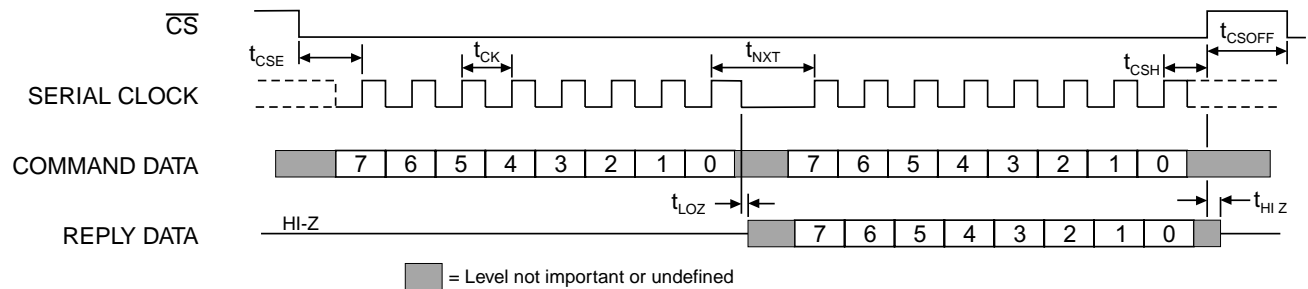 CS
tCSE
tCK
tNXT
tCSH
tCSOFF
SERIAL CLOCK
COMMAND DATA
7 6 5 4 3 2 1 0
7 6 5 4 3 2 1 0
tLOZ
tHI Z
REPLY DATA
HI-Z
7 6 5 4 3 2 1 0
= Level not important or undefined